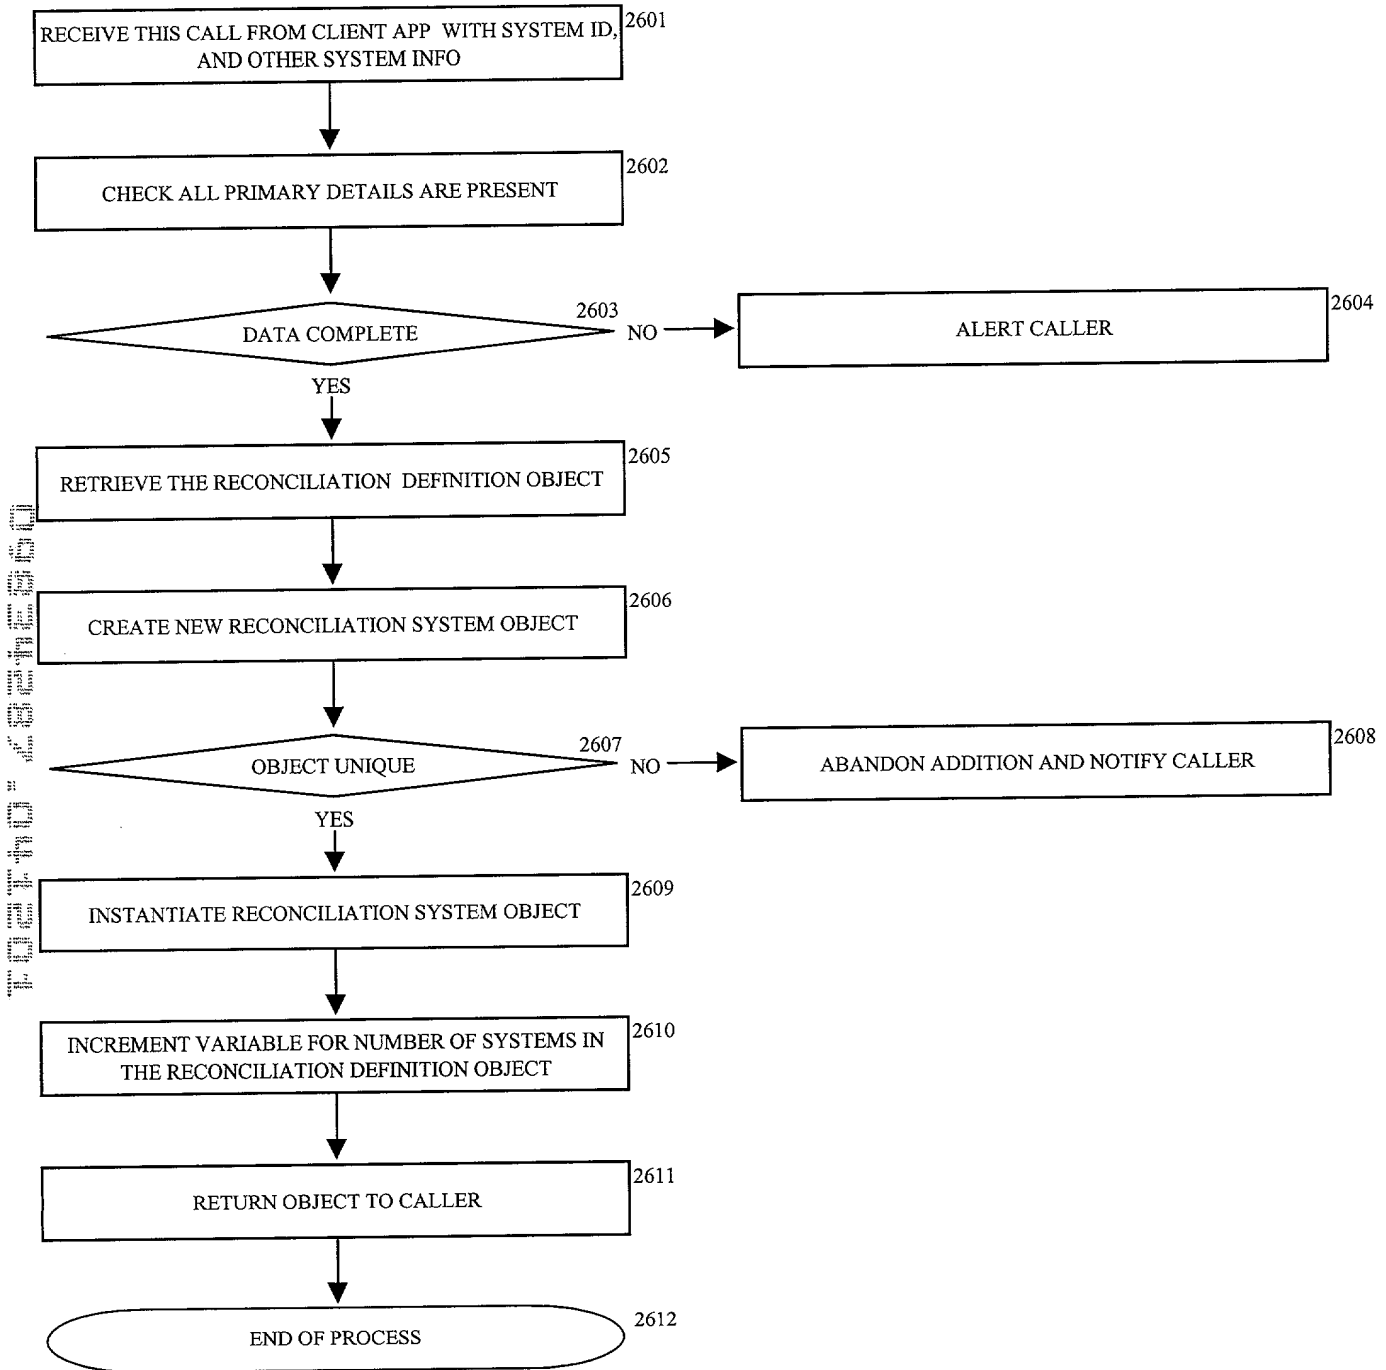 RECEIVE THIS CALL FROM CLIENT APP WITH SYSTEM ID,
AND OTHER SYSTEM INFO
2601
CHECK ALL PRIMARY DETAILS ARE PRESENT
2602
DATA COMPLETE
2603
NO
ALERT CALLER
2604
YES
RETRIEVE THE RECONCILIATION DEFINITION OBJECT
2605
CREATE NEW RECONCILIATION SYSTEM OBJECT
2606
OBJECT UNIQUE
2607
NO
ABANDON ADDITION AND NOTIFY CALLER
2608
YES
INSTANTIATE RECONCILIATION SYSTEM OBJECT
2609
INCREMENT VARIABLE FOR NUMBER OF SYSTEMS IN
THE RECONCILIATION DEFINITION OBJECT
2610
RETURN OBJECT TO CALLER
2611
END OF PROCESS
2612